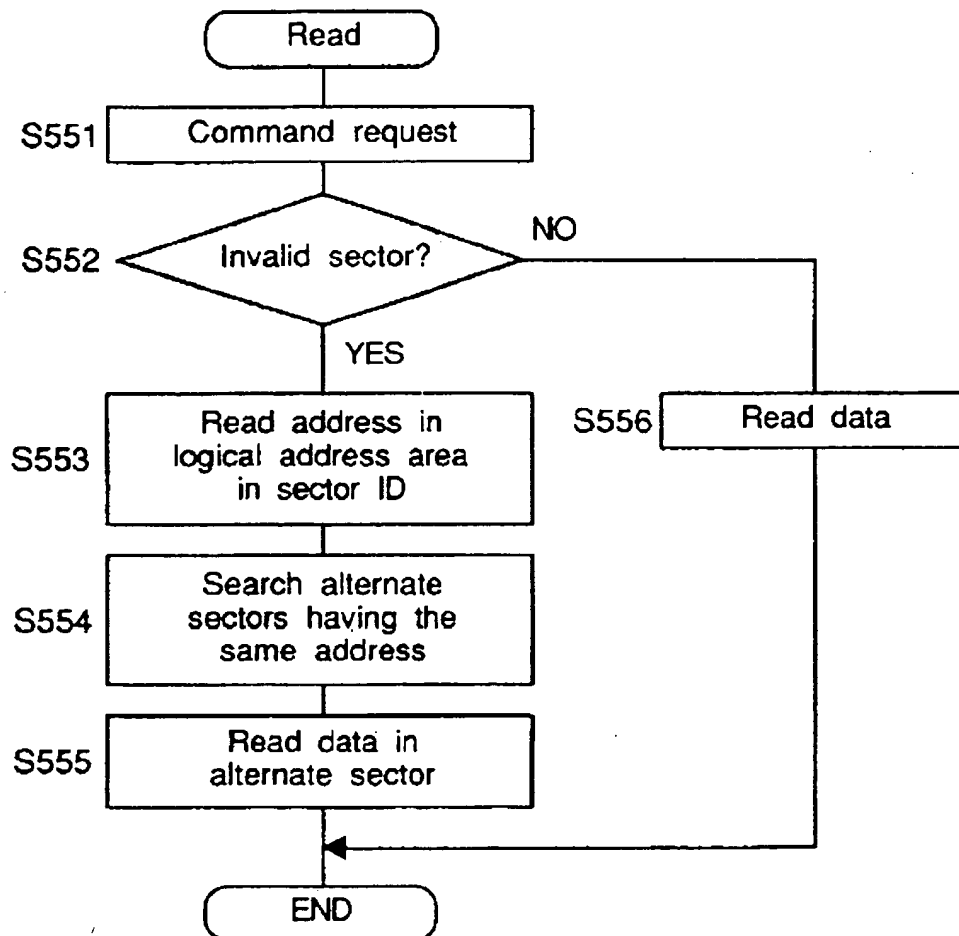 Read
S551
Command request
S552
Invalid sector?
NO
YES
S553
Read address in
logical address area
in sector ID
S556
Read data
S554
Search alternate
sectors having the
same address
S555
Read data in
alternate sector
END